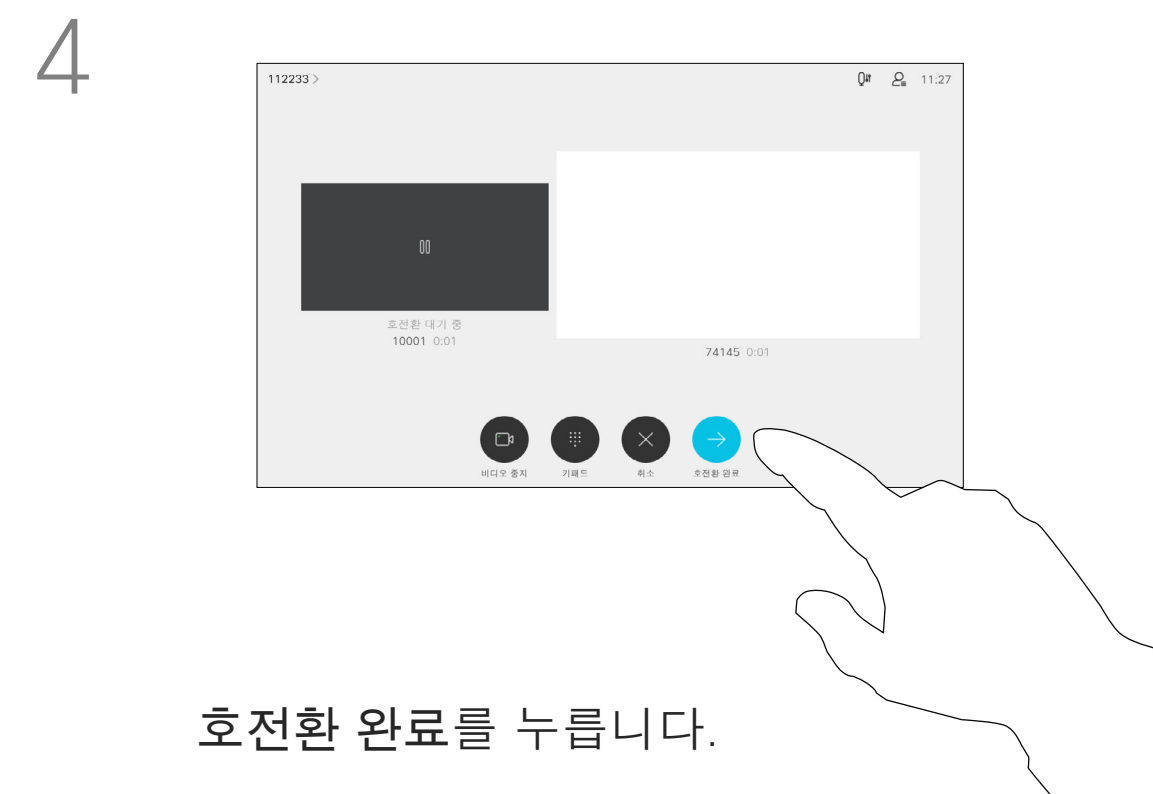 4
112233 >
11:27
호전환 대기 중
10001 0:01
74145 0:01
비디오 중지
기패드
취소
호전환 완료
호전환 완료를 누릅니다.